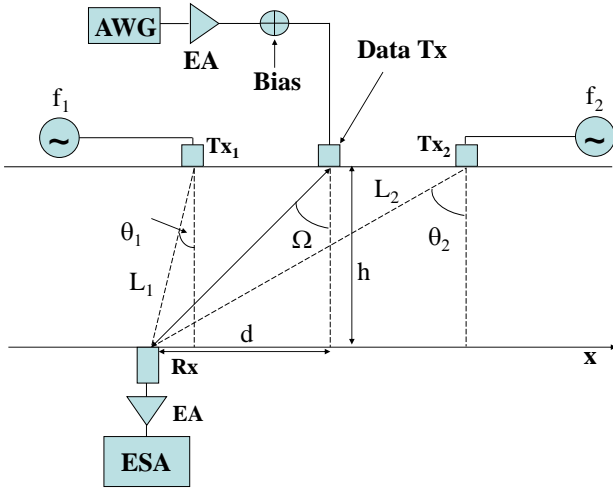 AWG
EA
Bias
Data Tx
f1
~
Tx1
Tx2
f2
~
θ1
L1
Ω
L2
θ2
h
d
Rx
x
EA
ESA